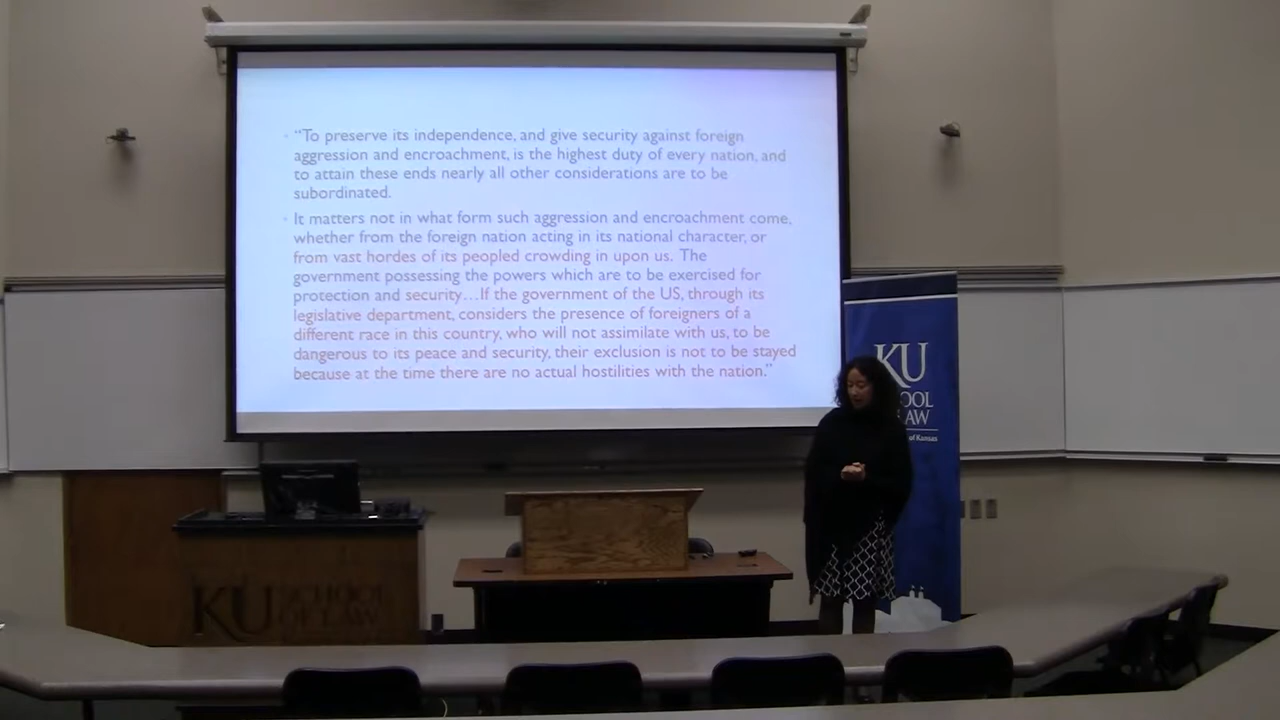 “To preserve its independence, and give security against foreign
aggression and encroachment, is the highest duty of every nation, and
to attain these ends nearly all other considerations are to be
subordinated.
It matters not in what form such aggression and encroachment come,
whether from the foreign nation acting in its national character, or
from vast hordes of its peopled crowding in upon us. The
government possessing the powers which are to be exercised for
protection and security…If the government of the US, through its
legislative department, considers the presence of foreigners of a
different race in this country, who will not assimilate with us, to be
dangerous to its peace and security, their exclusion is not to be stayed
because at the time there are no actual hostilities with the nation.”
KU
OOL
AW
of Kansas
KU SCHOOL
OF LAW